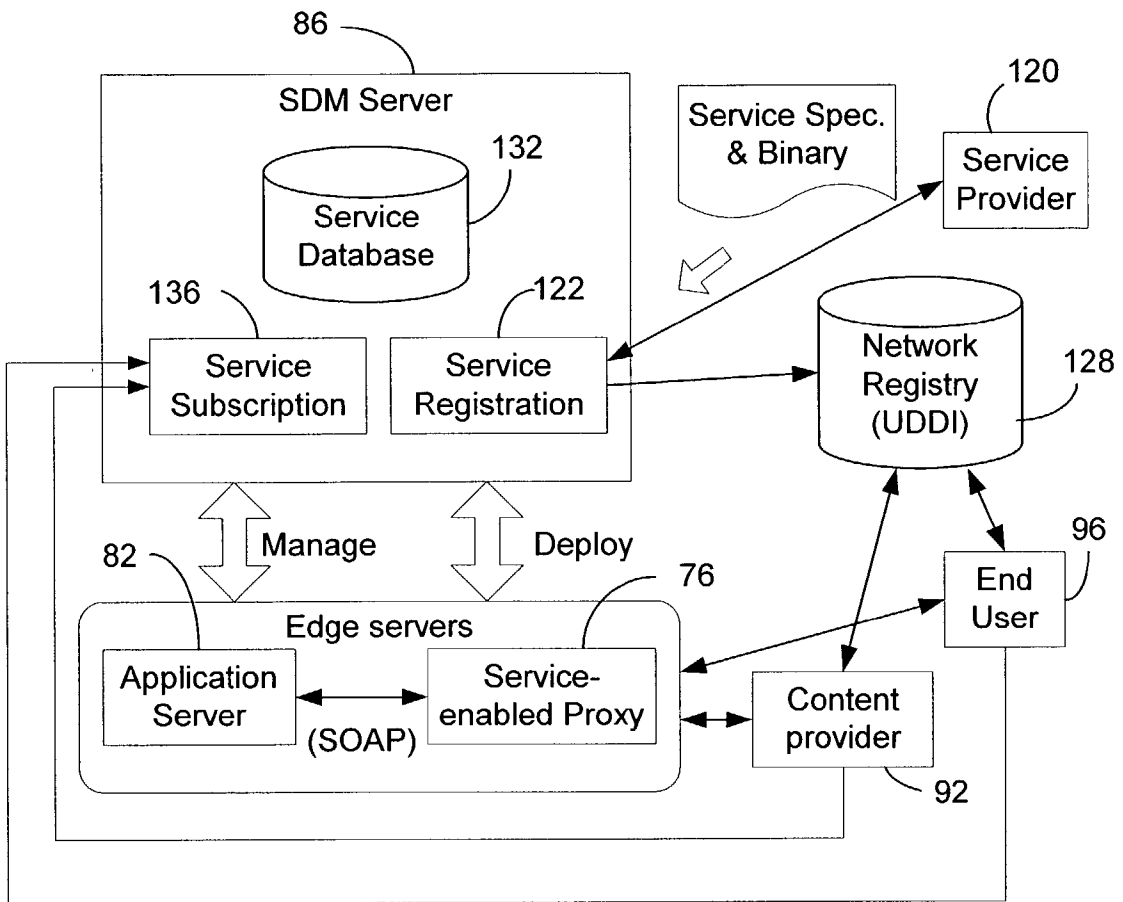 86
SDM Server
Service Spec.
& Binary
120
Service
Provider
132
Service
Database
136
122
Service
Subscription
Service
Registration
Network
Registry
(UDDI)
128
Manage
Deploy
82
76
96
End
User
Edge servers
Application
Server
(SOAP)
Service-
enabled Proxy
Content
provider
92